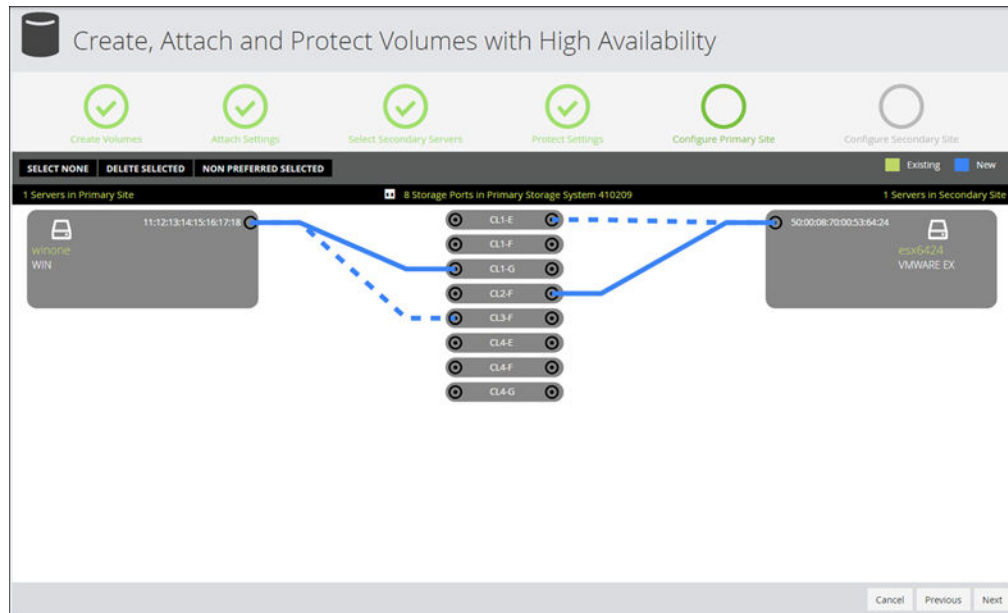 Create, Attach and Protect Volumes with High Availability
Create Volumes
Attach Settings
Select Secondary Servers
Protect Settings
Configure Primary Site
Configure Secondary Site
SELECT NONE DELETE SELECTED NON PREFERRED SELECTED Existing New
1 Servers in Primary Site 8 Storage Ports in Primary Storage System 410209 1 Servers in Secondary Site
11:12:13:14:15:16:17:18
winone
WIN
CL1-E
CL1-F
CL1-G
CL2-F
CL3-F
CL4-E
CL4-F
CL4-G
50:00:08:70:00:53:64:24
esx6424
VMWARE EX
Cancel Previous Next